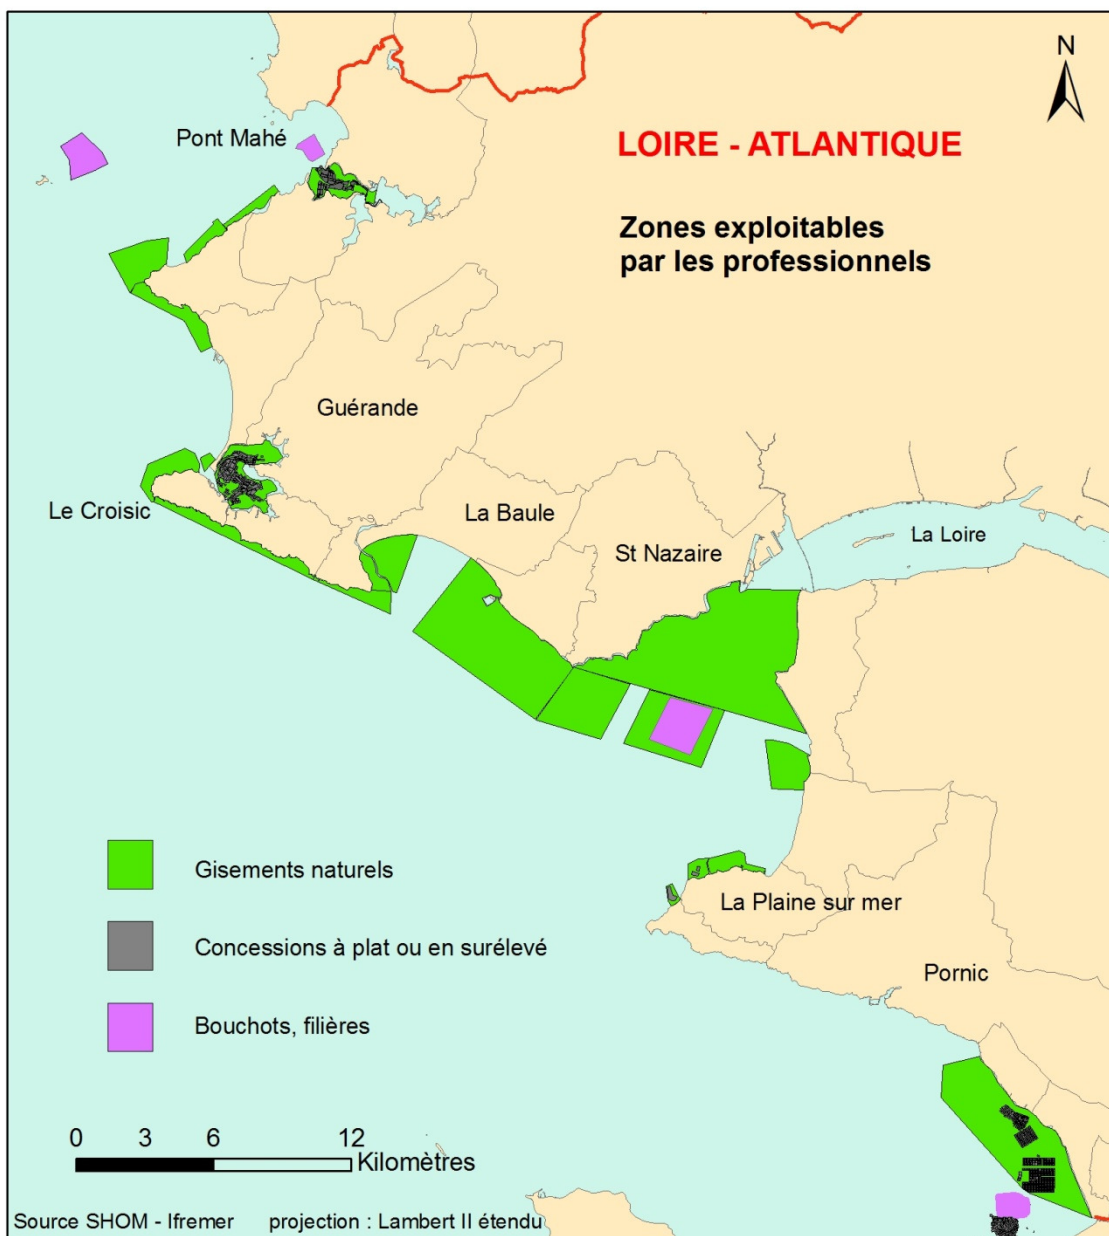 N
Pont Mahé
LOIRE - ATLANTIQUE
Zones exploitables
par les professionnels
Guérande
Le Croisic
La Baule
St Nazaire
La Loire
Gisements naturels
La Plaine sur mer
Concessions à plat ou en surélevé
Pornic
Bouchots, filières
0 3 6 12
Kilomètres
Source SHOM - Ifremer projection : Lambert II étendu